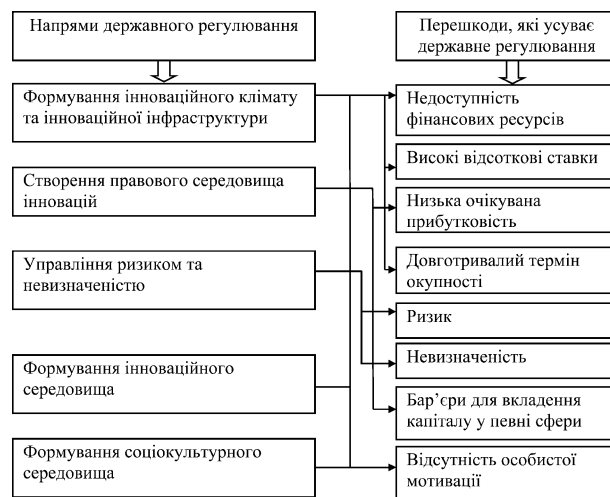 Напрями державного регулювання
Формування інноваційного клімату
та інноваційної інфраструктури
Створення правового середовища
інновацій
Управління ризиком та
невизначеністю
Формування інноваційного
середовища
Формування соціокультурного
середовища
Перешкоди, які усуває
державне регулювання
Недоступність
фінансових ресурсів
Високі відсоткові ставки
Низька очікувана
прибутковість
Довготривалий термін
окупності
Ризик
Невизначеність
Бар’єри для вкладення
капіталу у певні сфери
Відсутність особистої
мотивації